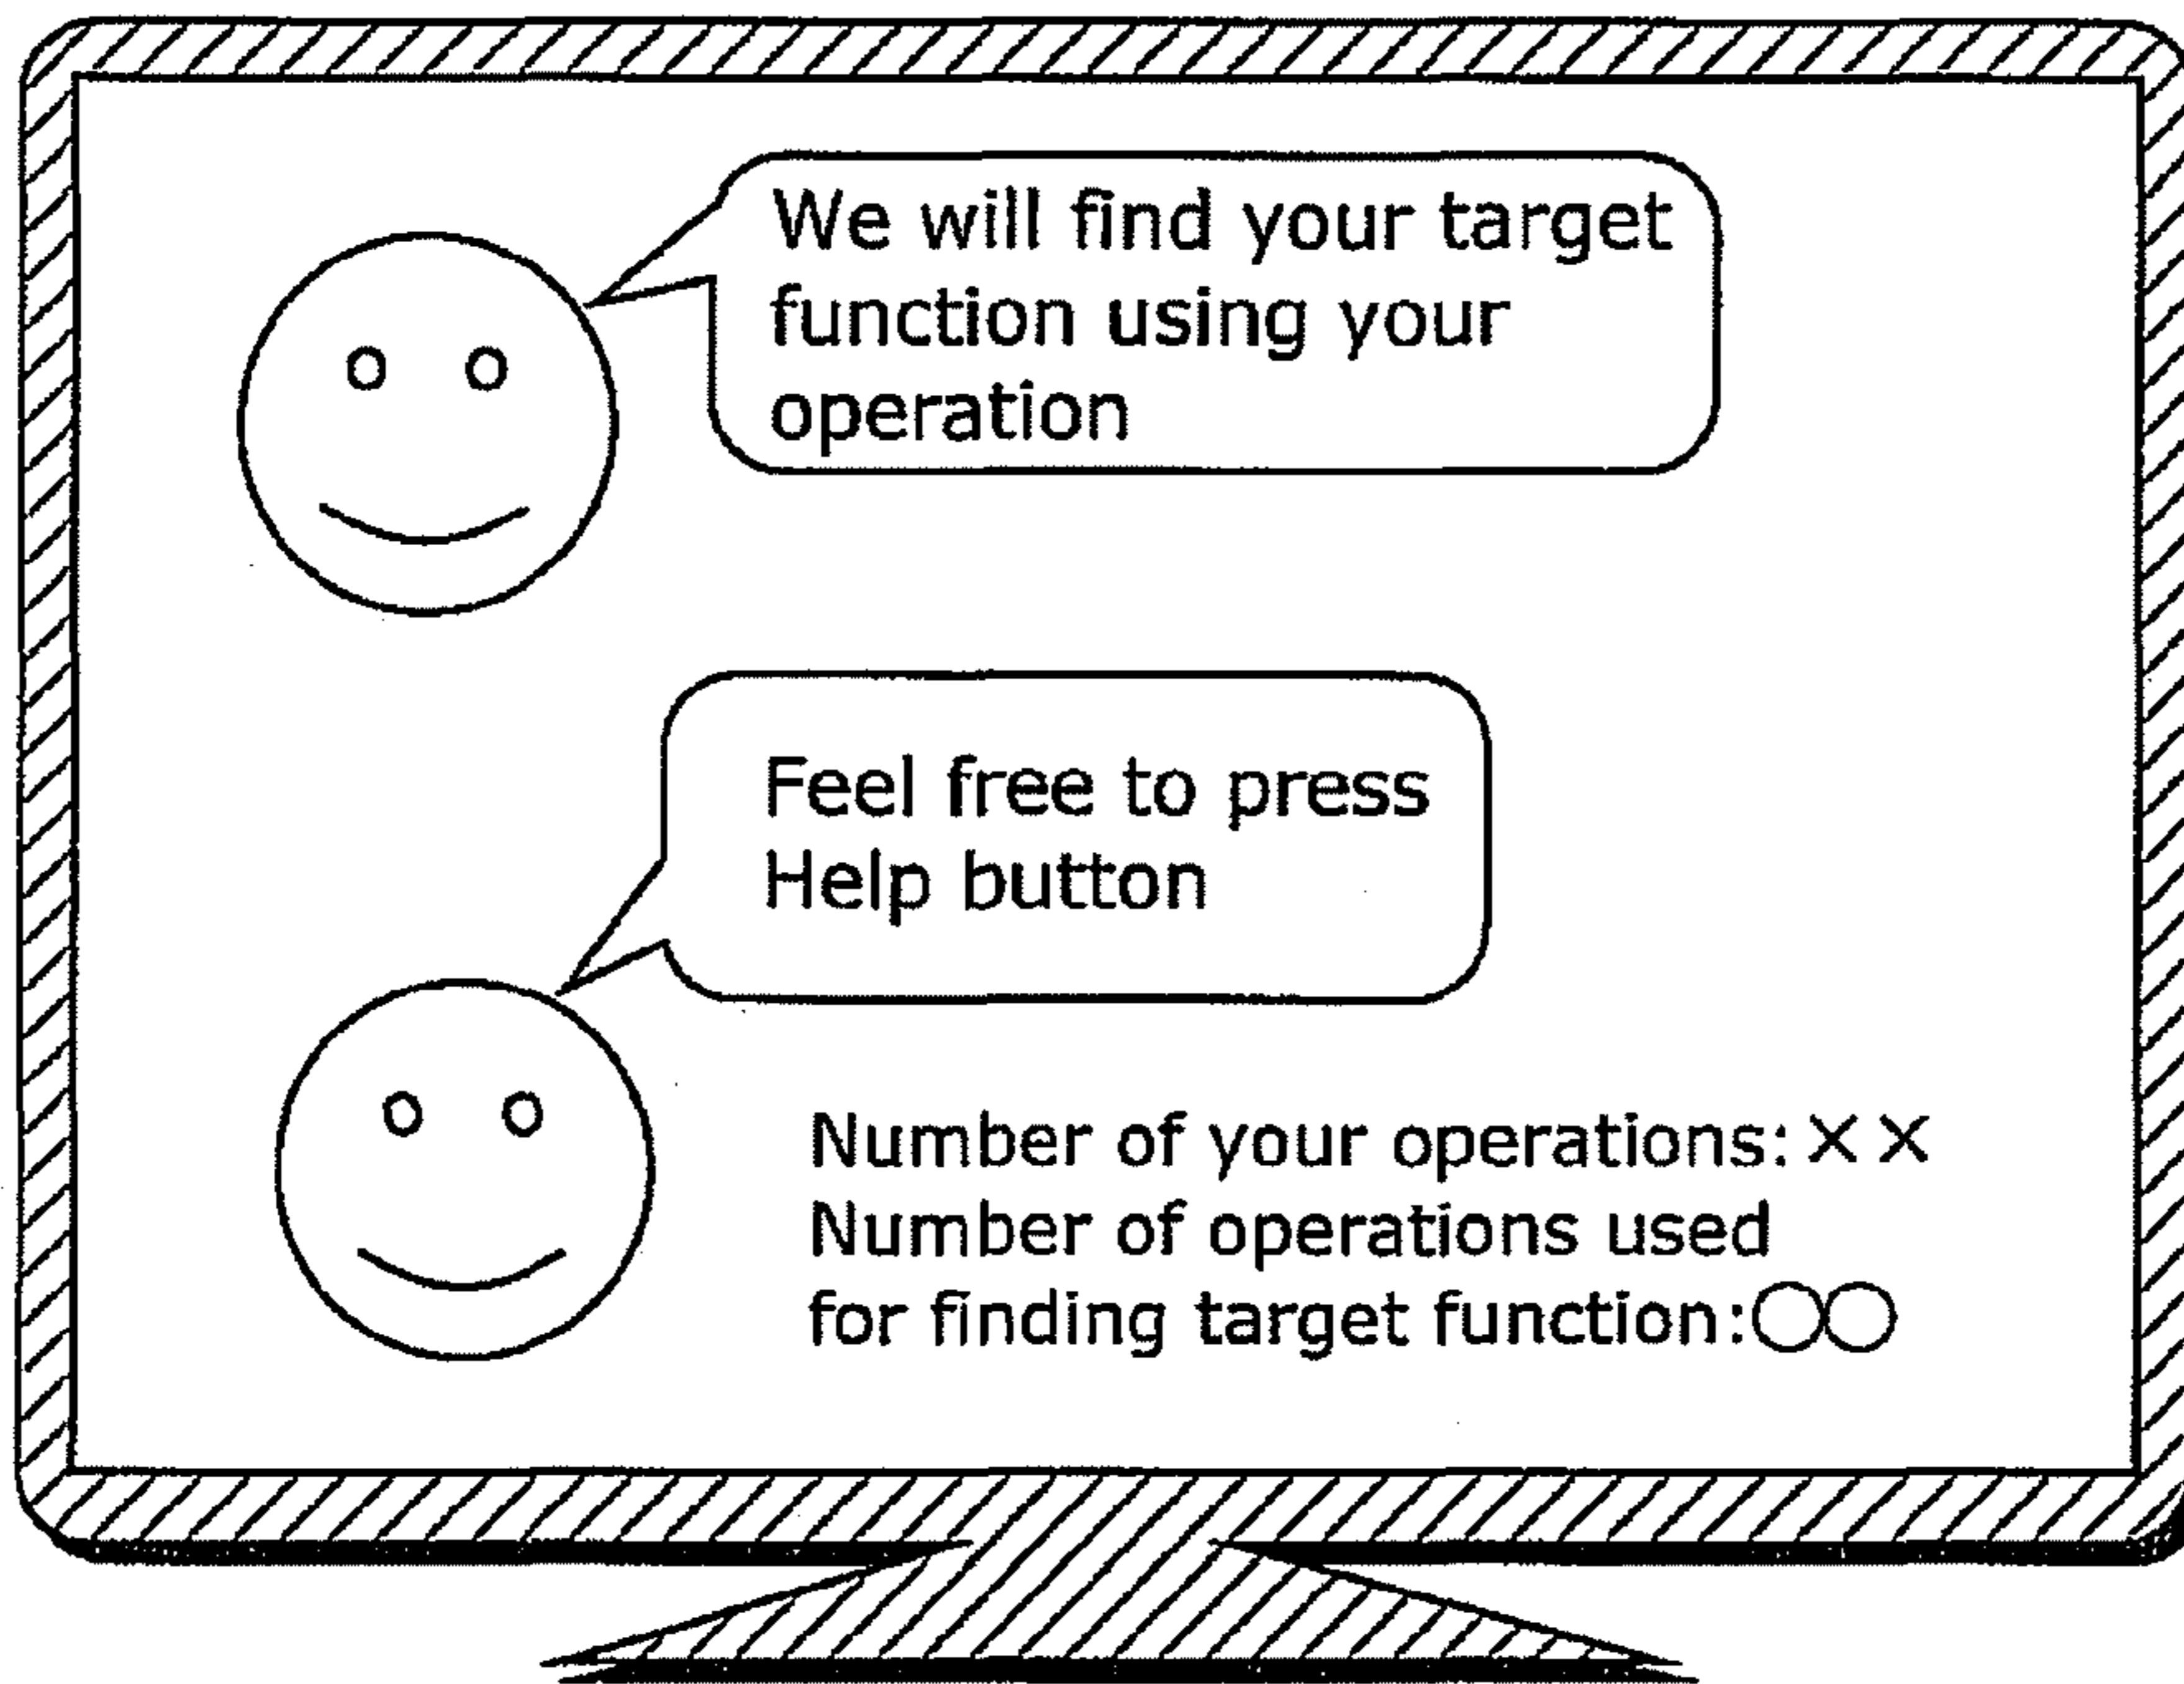 We will find your target
function using your
operation
Feel free to press
Help button
Number of your operations: ××
Number of operations used
for finding target function:○○